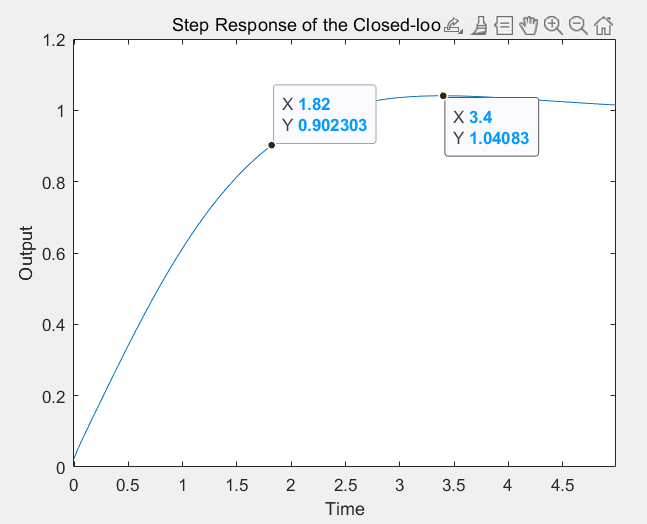 Step Response of the Closed-loo
1.2
1
0.8
0.6
0.4
0.2
0
X 1.82
Y 0.902303
X 3.4
Y 1.04083
Output
0 0.5 1 1.5 2 2.5 3 3.5 4 4.5
Time